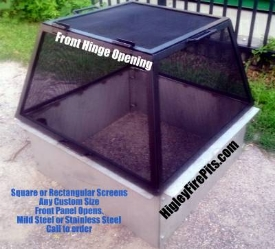 Front Hinge Opening
HigleyFirePits.com
Square or Rectangular Screens
Any Custom Size
Front Panel Opens.
Mild Steel or Stainless Steel
Call to order